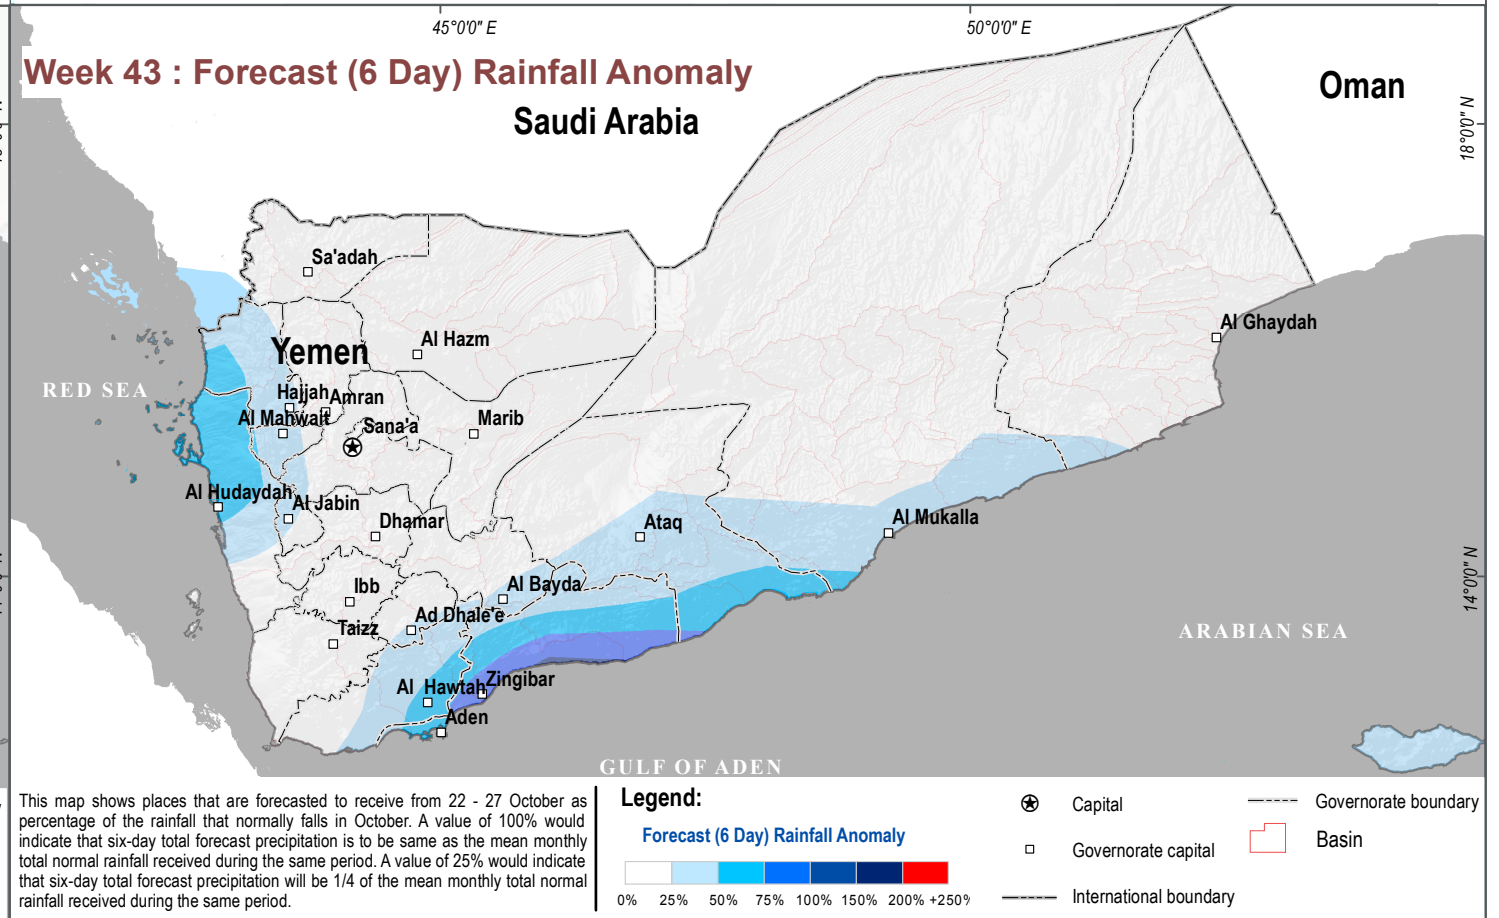 45°0'0" E
50°0'0" E
Week 43 : Forecast (6 Day) Rainfall Anomaly
Oman
Saudi Arabia
18°0'0" N
Sa'adah
Al Ghaydah
Al Hazm
Yemen
RED SEA
Hajjah
Amran
Al Mahwait
Sana'a
Marib
Al Hudaydah
Al Jabin
Dhamar
Ataq
Al Mukalla
14°0'0" N
Ibb
Al Bayda
Ad Dhale'e
Taizz
ARABIAN SEA
Al Hawtah
Zingibar
Aden
GULF OF ADEN
This map shows places that are forecasted to receive from 22 - 27 October as
percentage of the rainfall that normally falls in October. A value of 100% would
indicate that six-day total forecast precipitation is to be same as the mean monthly
total normal rainfall received during the same period. A value of 25% would indicate
that six-day total forecast precipitation will be 1/4 of the mean monthly total normal
rainfall received during the same period.
Legend:
Forecast (6 Day) Rainfall Anomaly
0% 25% 50% 75% 100% 150% 200% +250%
Capital
Governorate capital
International boundary
Governorate boundary
Basin